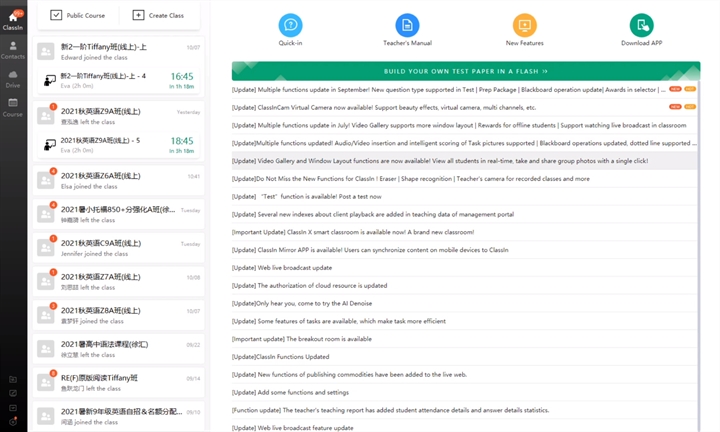 99+
ClassIn
Contacts
Drive
Course
Public Course
Create Class
新2一阶Tiffany班(线上)-上
10/07
Edward joined the class
新2一阶Tiffany班(线上)-上 - 4
16:45
Eva (2h 0m)
in 1h 18m
1
2021秋英语Z9A班(线上)
Yesterday
left the class
2021秋英语Z9A班(线上) - 5
18:45
Eva (2h 0m)
in 3h 18m
2021秋英语Z6A班(线上)
10:41
Elsa joined the class
4
2021暑小托福850+分强化A班(徐...
Tuesday
left the class
1
2021秋英语C9A班(线上)
Tuesday
Jennifer joined the class
1
2021秋英语Z7A班(线上)
10/08
left the class
2
2021秋英语Z8A班(线上)
10/07
童梦轩 left the class
2021暑高中语法课程(徐汇)
09/22
徐立慧 left the class
RE(F)原版阅读Tiffany班
09/14
鱼跃龙门 left the class
2021暑新9年级英语自招&名额分配...
09/10
闵涵 joined the class
Quick-in
Teacher's Manual
New Features
Download APP
BUILD YOUR OWN TEST PAPER IN A FLASH ››
[Update] Multiple functions update in September! New question type supported in Test | Prep Package | Blackboard operation update| Awards in selector | ...
NEW
HOT
[Update] ClassInCam Virtual Camera now available! Support beauty effects, virtual camera, multi channels, etc.
NEW
HOT
[Update] Multiple functions update in July! Video Gallery supports more window layout | Rewards for offline students | Support watching live broadcast in classroom
[Update]Multiple functions updated! Audio/Video insertion and intelligent scoring of Task pictures supported | Blackboard operations updated, dotted line supported ...
[Update] Video Gallery and Window Layout functions are now available! View all students in real-time, take and share group photos with a single click!
[Update]Do Not Miss the New Functions for ClassIn ! Eraser | Shape recognition | Teacher's camera for recorded classes and more
[Update] “Test” function is available! Post a test now
[Update] Several new indexes about client playback are added in teaching data of management portal
[Important Update] ClassIn X smart classroom is available now! A brand new classroom!
[Update] ClassIn Mirror APP is available! Users can synchronize content on mobile devices to ClassIn
[Update] Web live broadcast update
[Update] The authorization of cloud resource is updated
[Update]Only hear you, come to try the AI Denoise
[Update] Some features of tasks are available, which make task more efficient
[Important update] The breakout room is available
[Update]ClassIn Functions Updated
[Update] New functions of publishing commodities have been added to the live web.
[Update] Add some functions and settings
[Function update] The teacher's teaching report has added student attendance details and answer details statistics.
[Update] Web live broadcast feature update